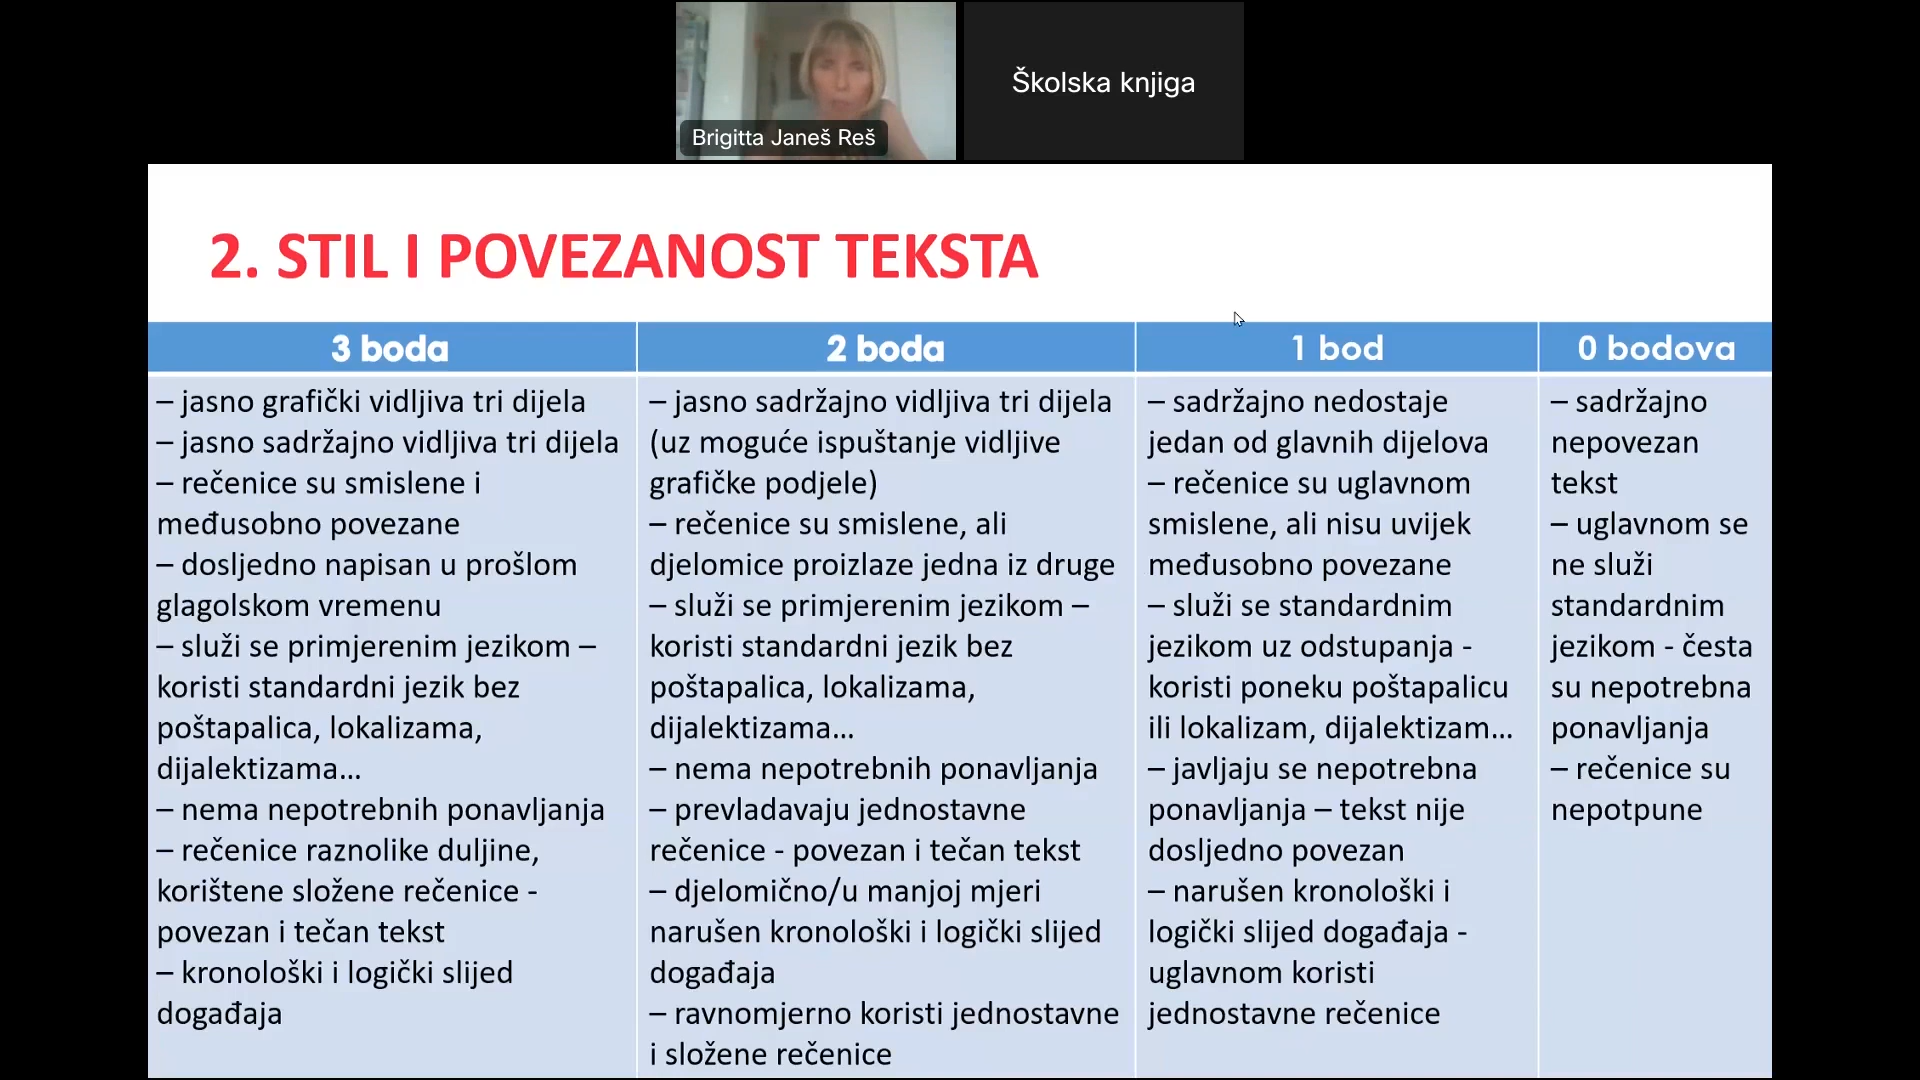 Brigitta Janeš Reš
Školska knjiga
2. STIL I POVEZANOST TEKSTA
3 boda
– jasno grafički vidljiva tri dijela
– jasno sadržajno vidljiva tri dijela
– rečenice su smislene i
međusobno povezane
– dosljedno napisan u prošlom
glagolskom vremenu
– služi se primjerenim jezikom –
koristi standardni jezik bez
poštapalica, lokalizama,
dijalektizama...
– nema nepotrebnih ponavljanja
– rečenice raznolike duljine,
korištene složene rečenice -
povezan i tečan tekst
– kronološki i logički slijed
događaja
2 boda
– jasno sadržajno vidljiva tri dijela
(uz moguće ispuštanje vidljive
grafičke podjele)
– rečenice su smislene, ali
djelomice proizlaze jedna iz druge
– služi se primjerenim jezikom –
koristi standardni jezik bez
poštapalica, lokalizama,
dijalektizama...
– nema nepotrebnih ponavljanja
– prevladavaju jednostavne
rečenice - povezan i tečan tekst
– djelomično/u manjoj mjeri
narušen kronološki i logički slijed
događaja
– ravnomjerno koristi jednostavne
i složene rečenice
1 bod
– sadržajno nedostaje
jedan od glavnih dijelova
– rečenice su uglavnom
smislene, ali nisu uvijek
međusobno povezane
– služi se standardnim
jezikom uz odstupanja -
koristi poneku poštapalicu
ili lokalizam, dijalektizam...
– javljaju se nepotrebna
ponavljanja – tekst nije
dosljedno povezan
– narušen kronološki i
logički slijed događaja -
uglavnom koristi
jednostavne rečenice
0 bodova
– sadržajno
nepovezan
tekst
– uglavnom se
ne služi
standardnim
jezikom - česta
su nepotrebna
ponavljanja
– rečenice su
nepotpune